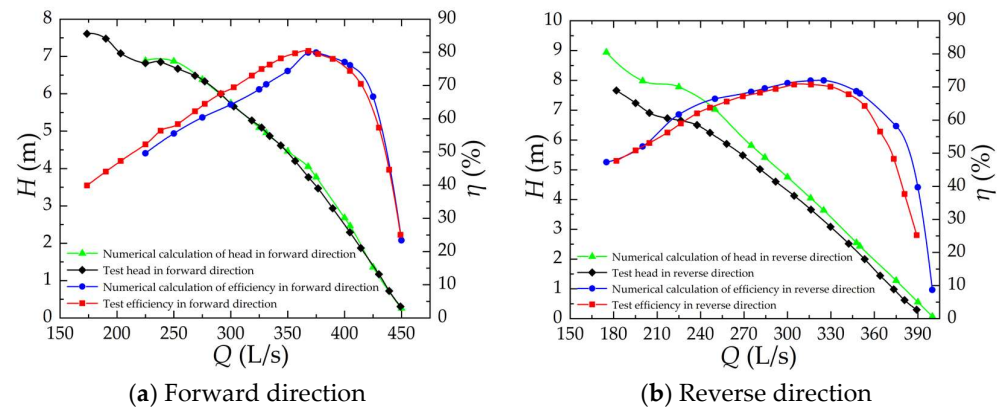 8
7
6
5
4
3
2
1
0
H (m)
90
80
70
60
50
40
30
20
10
0
η (%)
Numerical calculation of head in forward direction
Test head in forward direction
Numerical calculation of efficiency in forward direction
Test efficiency in forward direction
150 200 250 300 350 400 450
Q (L/s)
(a) Forward direction
10
9
8
7
6
5
4
3
2
1
0
H (m)
90
80
70
60
50
40
30
20
10
0
η (%)
Numerical calculation of head in reverse direction
Test head in reverse direction
Numerical calculation of efficiency in reverse direction
Test efficiency in reverse direction
150 180 210 240 270 300 330 360 390
Q (L/s)
(b) Reverse direction